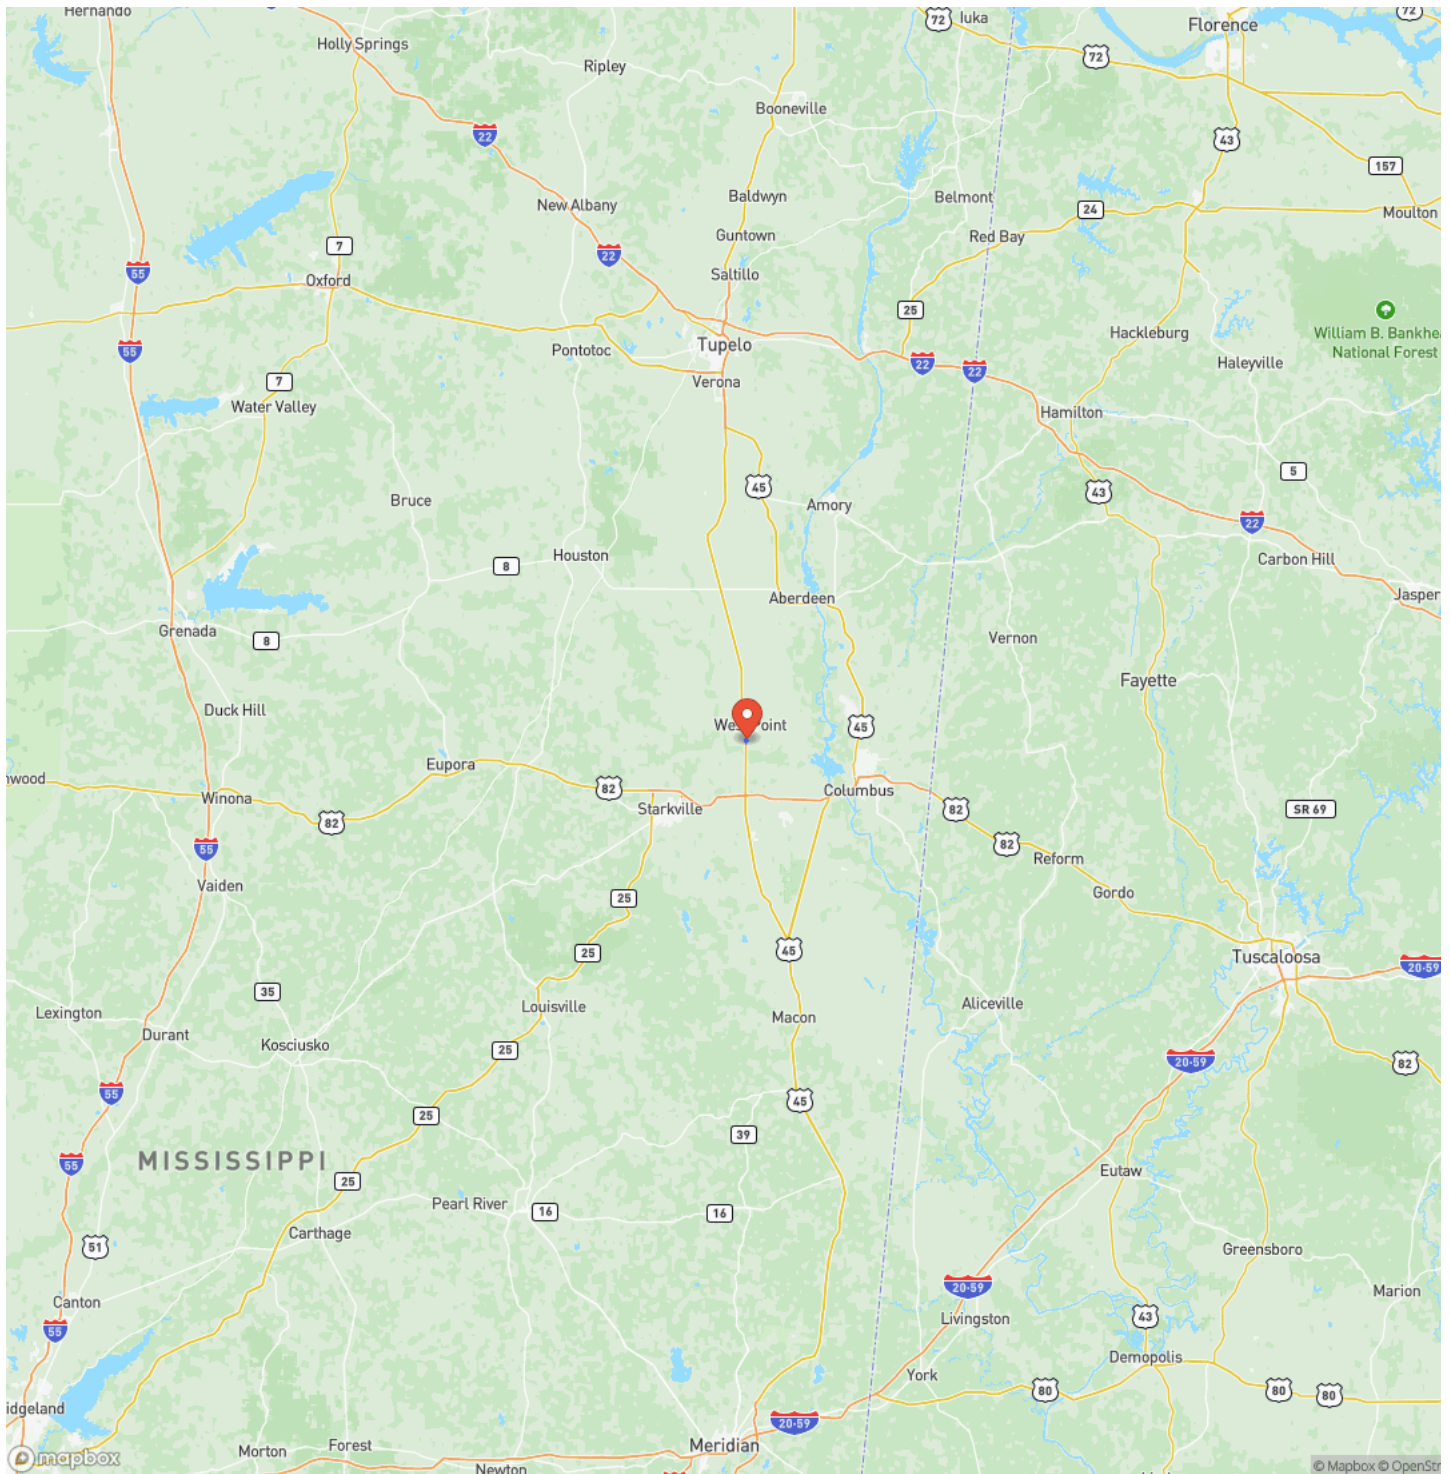 Hernando
72
Iuka
72
Florence
Holly Springs
Ripley
72
Booneville
22
43
157
Baldwyn
Belmont
New Albany
24
Moulton
Guntown
Red Bay
7
22
55
Saltillo
Oxford
25
William B. Bankhea
National Forest
Hackleburg
Tupelo
55
Pontotoc
22
22
Haleyville
7
Verona
Water Valley
Hamilton
5
45
43
Bruce
Amory
22
Houston
Carbon Hill
8
Aberdeen
Jasper
Grenada
8
Vernon
Fayette
Duck Hill
West Point
45
Eupora
nwood
82
Columbus
Winona
Starkville
82
SR 69
82
82
55
Reform
Vaiden
Gordo
25
45
25
Tuscaloosa
20-59
35
Lexington
Louisville
Aliceville
Macon
Durant
Kosciusko
25
20-59
82
55
45
25
39
MISSISSIPPI
55
Eutaw
25
Pearl River
16
16
Carthage
51
Greensboro
20-59
Canton
Marion
55
43
Livingston
Demopolis
York
80
80
80
idgeland
20-59
Meridian
Morton
Forest
mapbox
Newton
© Mapbox © OpenStr